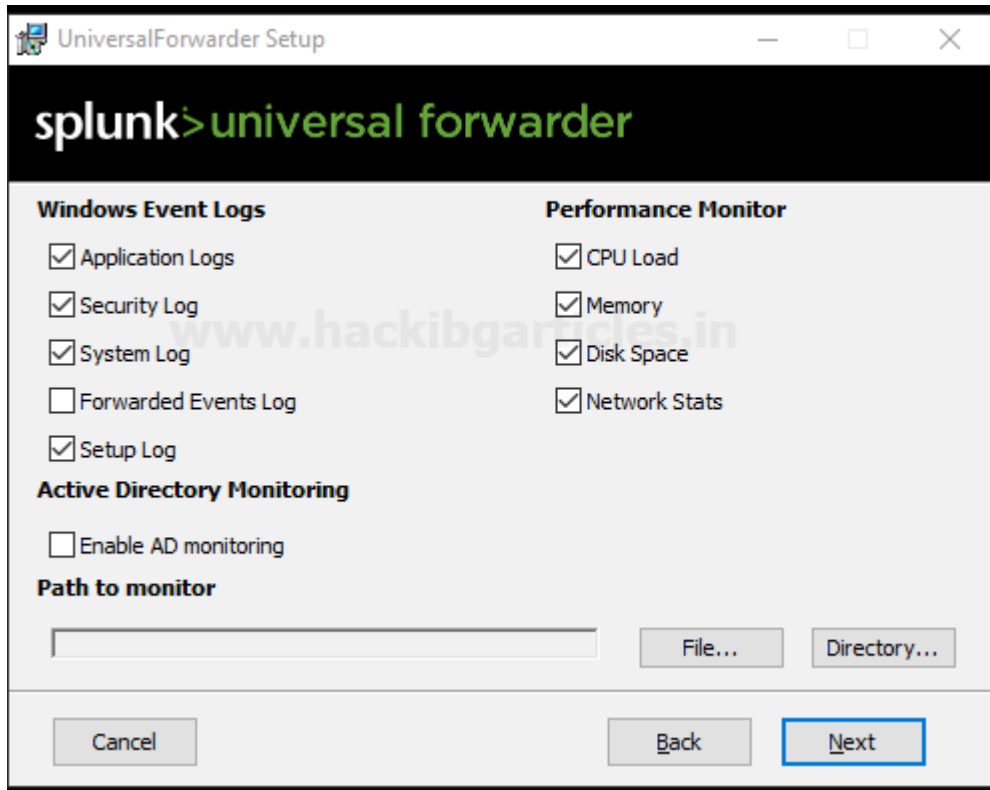 UniversalForwarder Setup
splunk>universal forwarder
Windows Event Logs
Application Logs
Security Log
System Log
Forwarded Events Log
Setup Log
Performance Monitor
CPU Load
Memory
Disk Space
Network Stats
www.hackibgarticles.in
Active Directory Monitoring
Enable AD monitoring
Path to monitor
File...
Directory...
Cancel
Back
Next